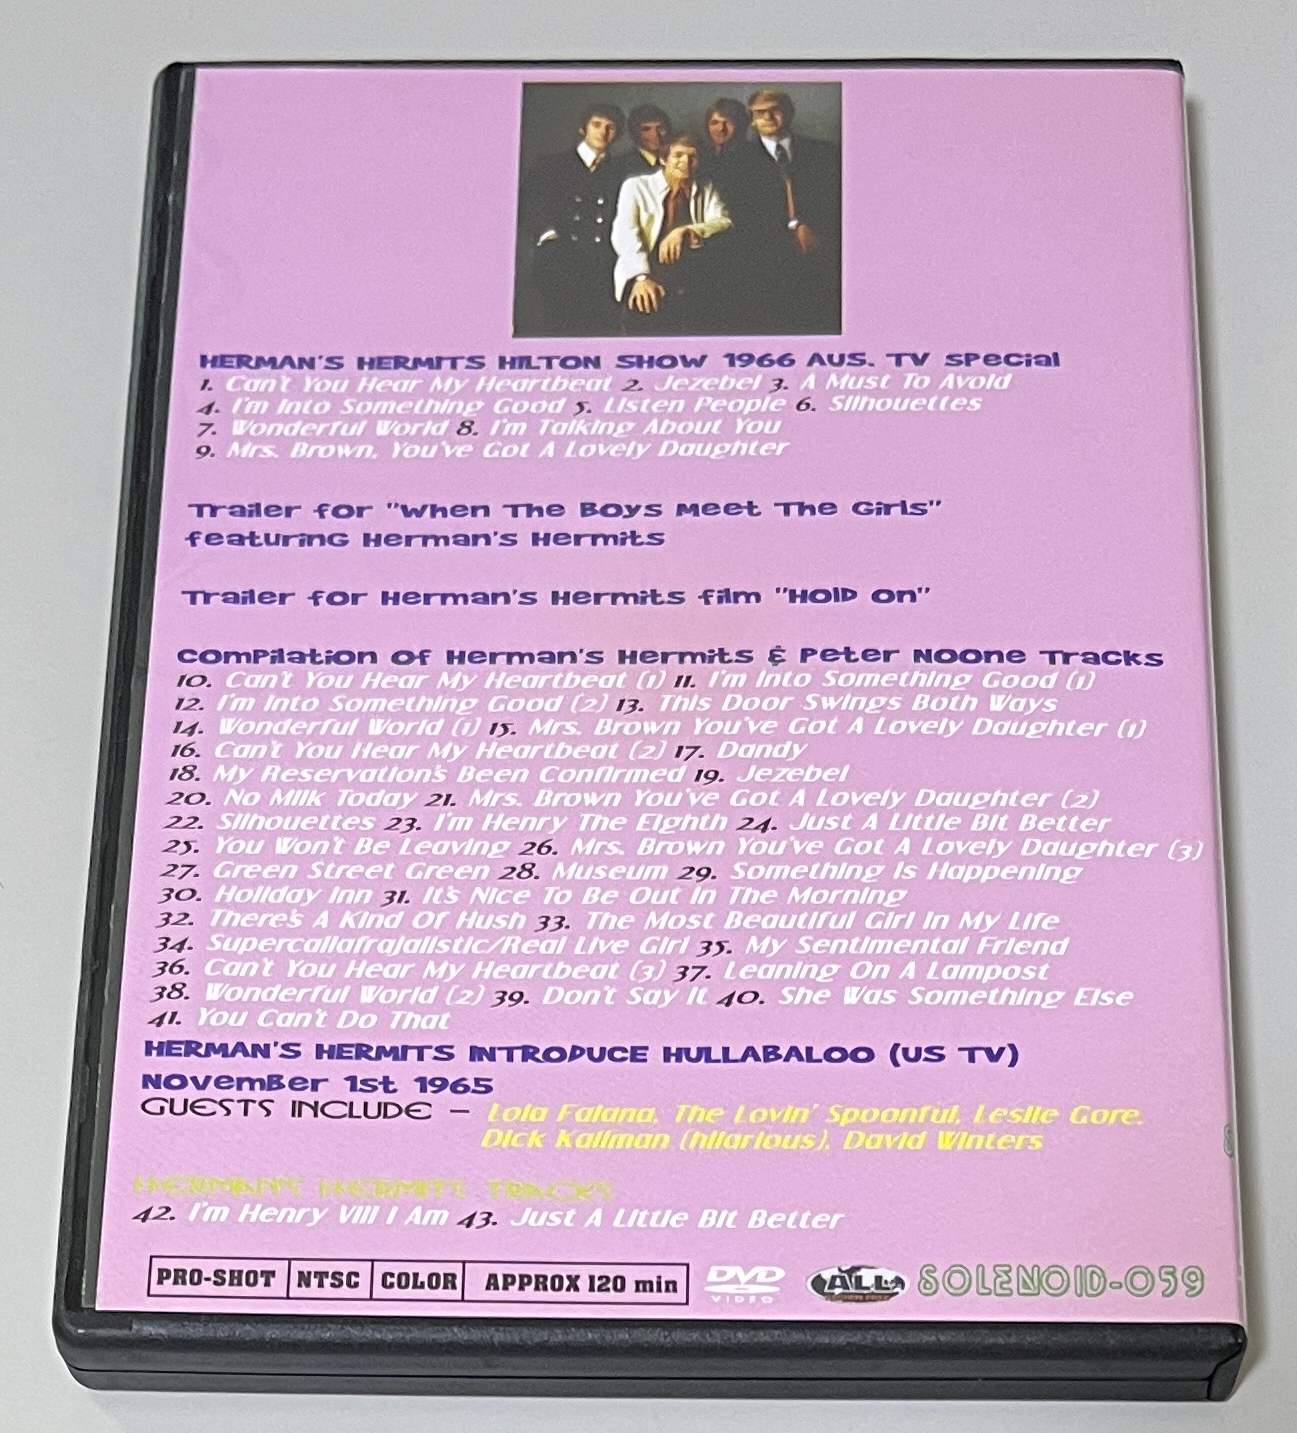 HERMAN'S HERMITS HILTON SHOW 1966 AUS. TV SPECIAL
1. Can't You Hear My Heartbeat 2. Jezebel 3. A Must To Avoid
4. I'm Into Something Good 5. Listen People 6. Silhouettes
7. Wonderful World 8. I'm Talking About You
9. Mrs. Brown, You've Got A Lovely Daughter
Trailer for "When The Boys Meet The Girls"
featuring Herman's Hermits
Trailer for Herman's Hermits film "Hold On"
Compilation Of Herman's Hermits & Peter Noone Tracks
10. Can't You Hear My Heartbeat (1) 11. I'm Into Something Good (1)
12. I'm Into Something Good (2) 13. This Door Swings Both Ways
14. Wonderful World (1) 15. Mrs. Brown You've Got A Lovely Daughter (1)
16. Can't You Hear My Heartbeat (2) 17. Dandy
18. My Reservation's Been Confirmed 19. Jezebel
20. No Milk Today 21. Mrs. Brown You've Got A Lovely Daughter (2)
22. Silhouettes 23. I'm Henry The Eighth 24. Just A Little Bit Better
25. You Won't Be Leaving 26. Mrs. Brown You've Got A Lovely Daughter (3)
27. Green Street Green 28. Museum 29. Something Is Happening
30. Holiday Inn 31. It's Nice To Be Out In The Morning
32. There's A Kind Of Hush 33. The Most Beautiful Girl In My Life
34. Supercaliafrajalistic/Real Live Girl 35. My Sentimental Friend
36. Can't You Hear My Heartbeat (3) 37. Leaning On A Lampost
38. Wonderful World (2) 39. Don't Say It 40. She Was Something Else
41. You Can't Do That
HERMAN'S HERMITS INTRODUCE HULLABALOO (US TV)
November 1st 1965
GUESTS INCLUDE - Lola Falana, The Lovin' Spoonful, Leslie Gore,
Dick Kallman (hilarious), David Winters
HERMAN'S HERMITS TRACKS
42. I'm Henry VIII I Am 43. Just A Little Bit Better
PRO-SHOT NTSC COLOR APPROX 120 min DVD VIDEO ALL SOLENOID-059